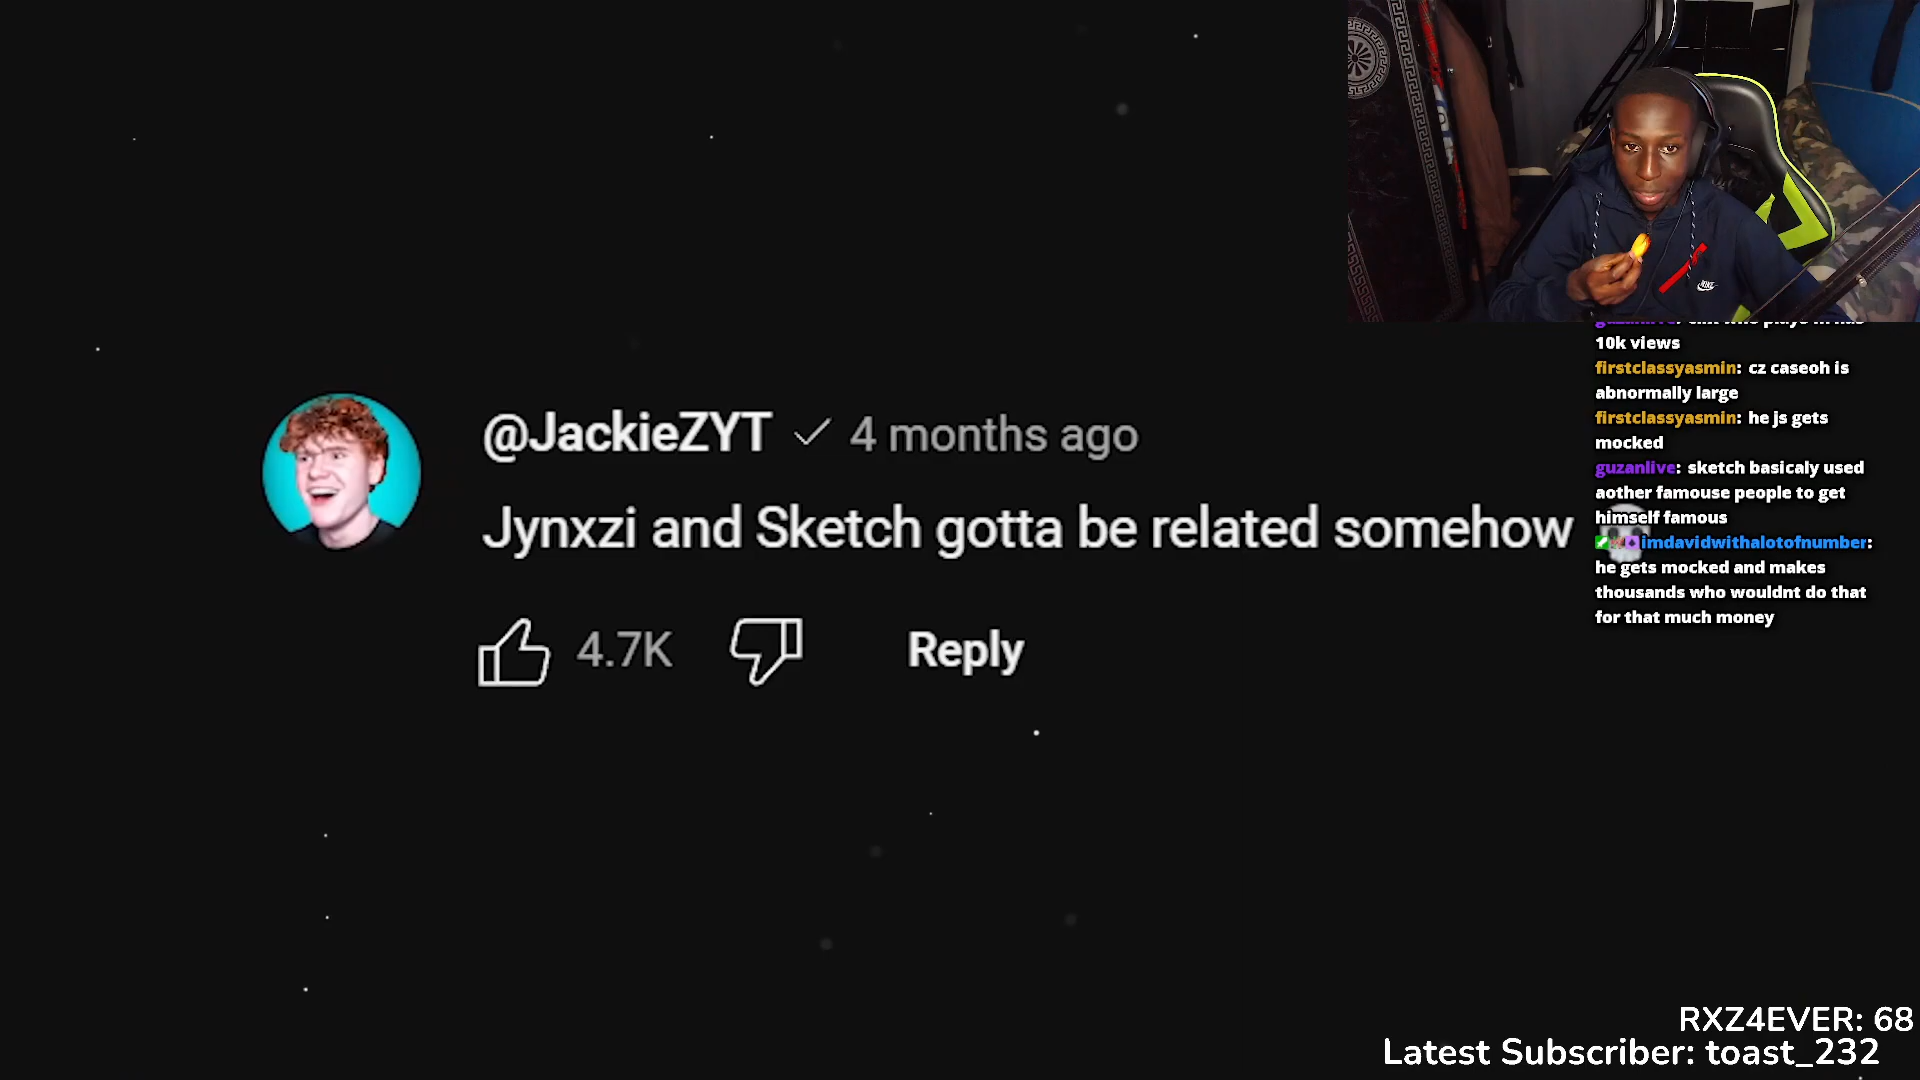 @JackieZYT 4 months ago
Jynxzi and Sketch gotta be related somehow
4.7K Reply
10k views
firstclassyasmin: cz caseoh is
abnormally large
firstclassyasmin: he js gets
mocked
guzanlive: sketch basicaly used
aother famouse people to get
himself famous
imdavidwithalotofnumber:
he gets mocked and makes
thousands who wouldnt do that
for that much money
RXZ4EVER: 68
Latest Subscriber: toast_232